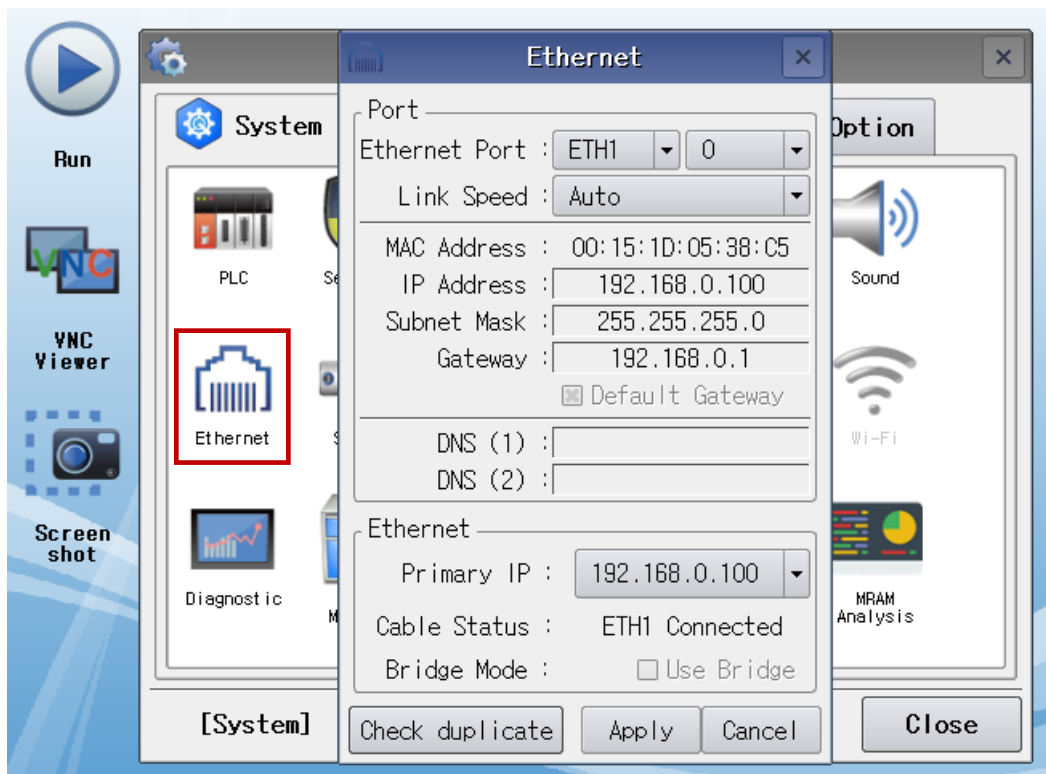 Run
VNC
VNC
Viewer
Screen
shot
System
Option
PLC
Se
Sound
Ethernet
S
Wi-Fi
Diagnostic
M
MRAM
Analysis
[System]
Close
Ethernet
Port
Ethernet Port : ETH1 0
Link Speed : Auto
MAC Address : 00:15:1D:05:38:C5
IP Address : 192.168.0.100
Subnet Mask : 255.255.255.0
Gateway : 192.168.0.1
Default Gateway
DNS (1) :
DNS (2) :
Ethernet
Primary IP : 192.168.0.100
Cable Status : ETH1 Connected
Bridge Mode : Use Bridge
Check duplicate Apply Cancel